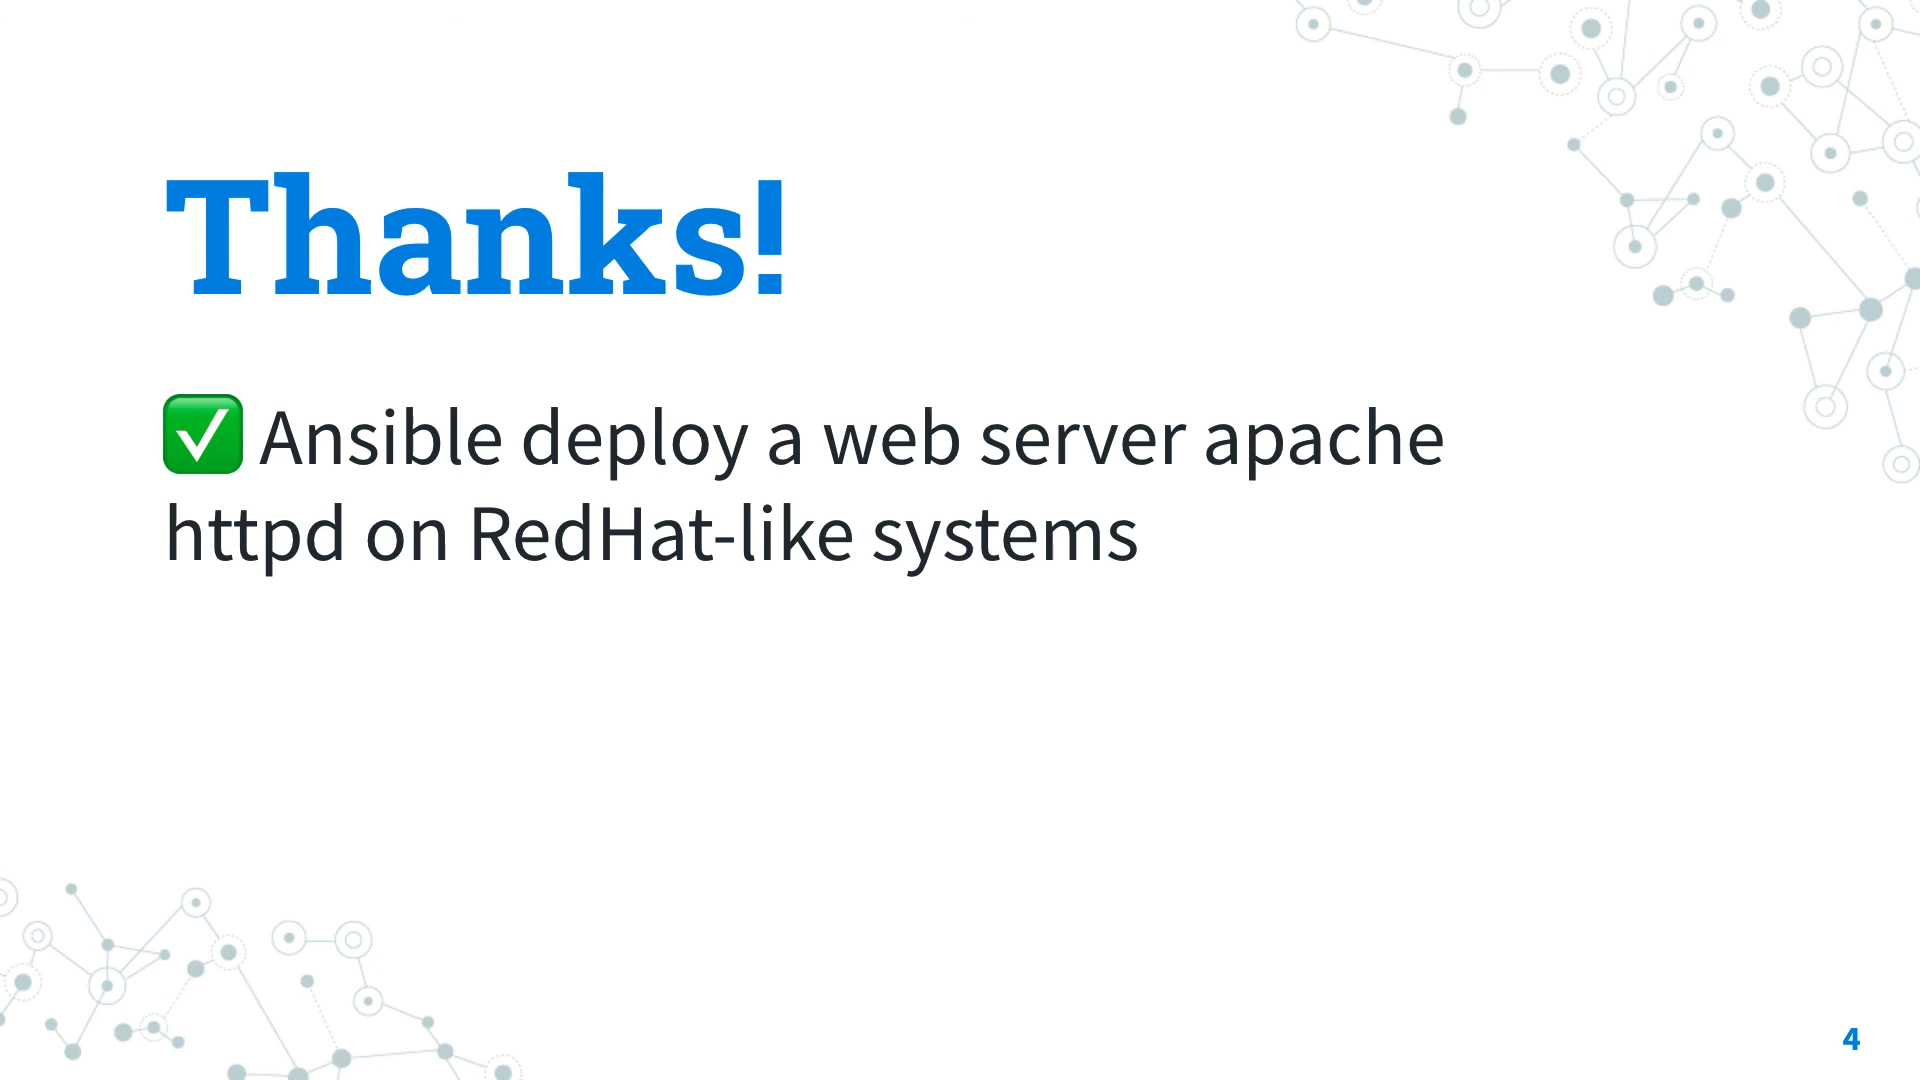 Thanks!
✅ Ansible deploy a web server apache
httpd on RedHat-like systems
4